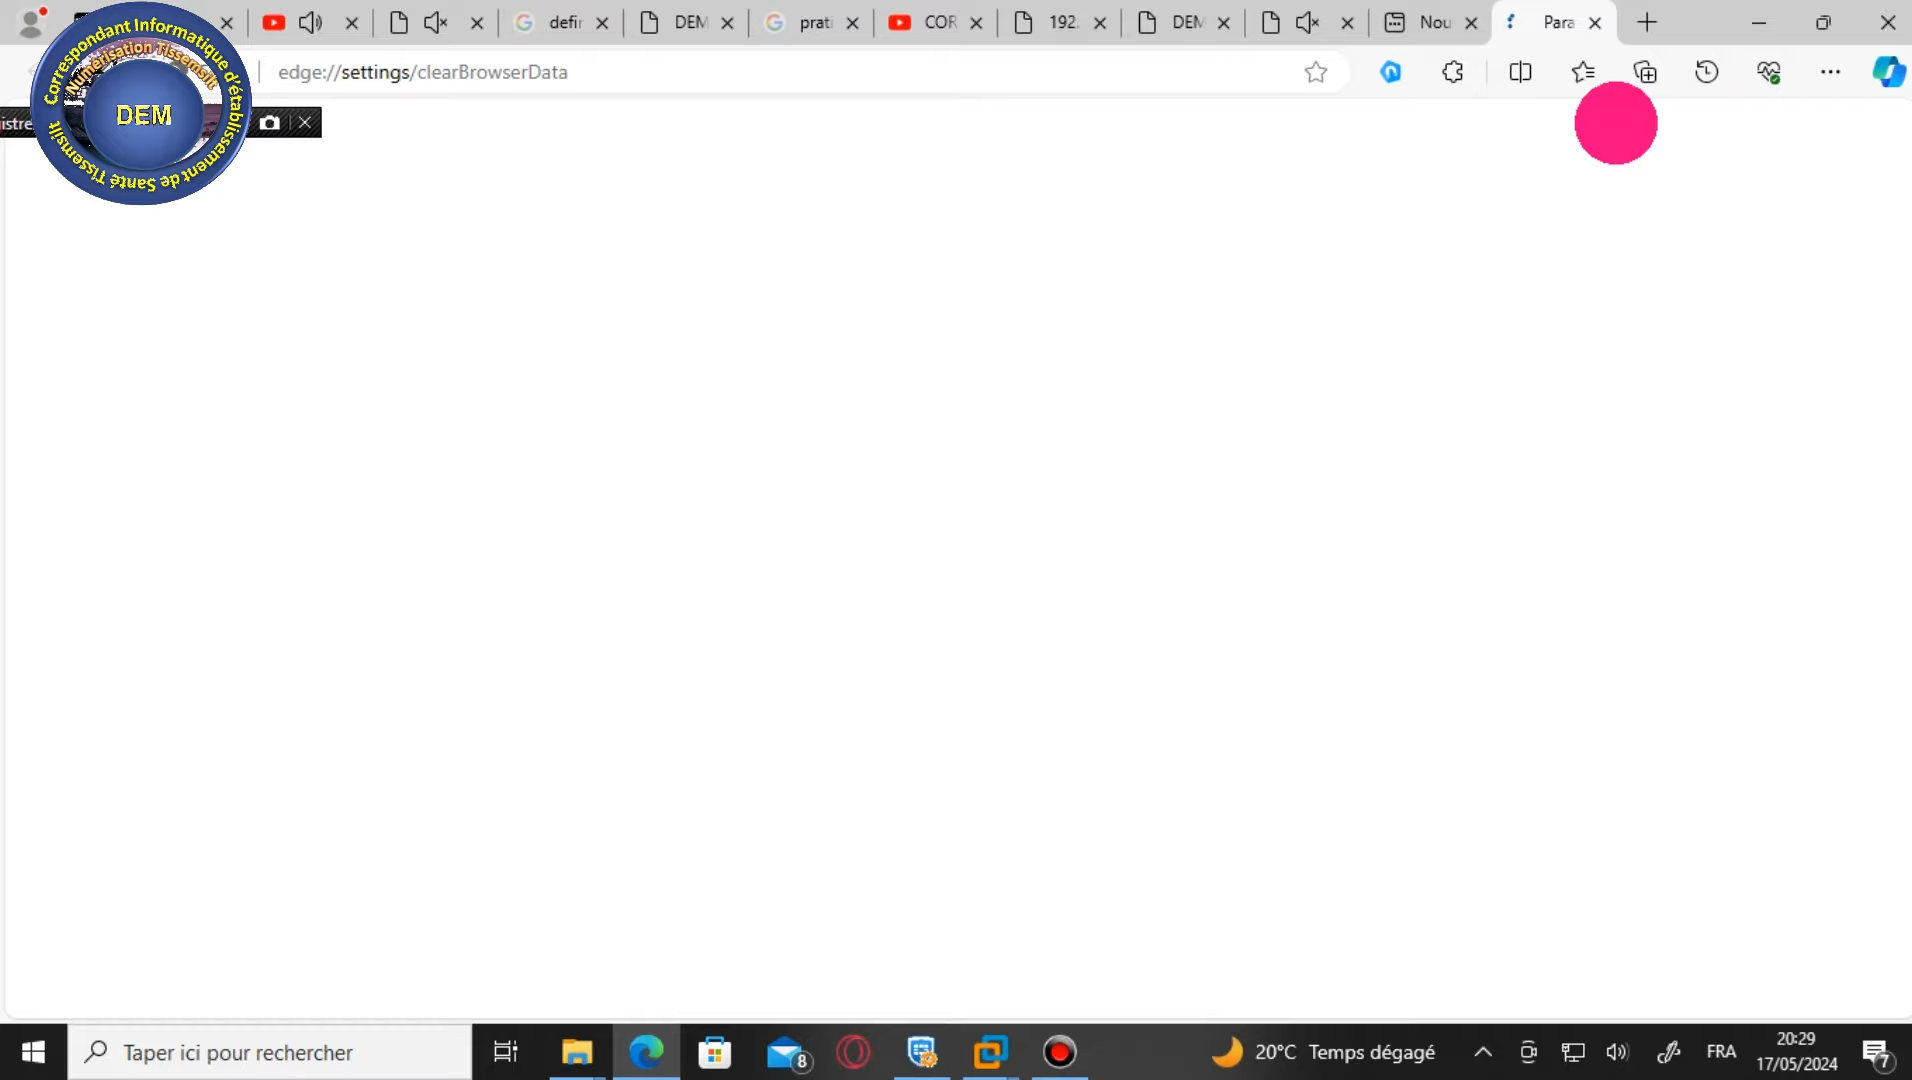 defir
DEM
prati
COR
192.
DEM
Nou
Para
edge://settings/clearBrowserData
Correspondant Informatique d'établissement de Santé Tissemsilt
Numérisation Tissemsilt
DEM
istre
Taper ici pour rechercher
8
20°C Temps dégagé
FRA
20:29
17/05/2024
7